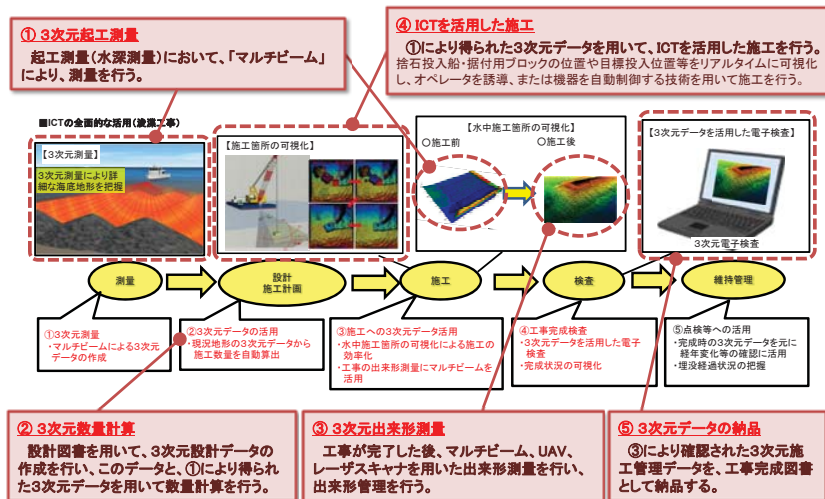 ① 3次元起工測量
起工測量(水深測量)において、「マルチビーム」
により、測量を行う。
④ ICTを活用した施工
①により得られた3次元データを用いて、ICTを活用した施工を行う。
捨石投入船・据付用ブロックの位置や目標投入位置等をリアルタイムに可視化
し、オペレータを誘導、または機器を自動制御する技術を用いて施工を行う。
■ICTの全面的な活用(浚渫工事)
【3次元測量】
3次元測量により詳
細な海底地形を把握
【施工箇所の可視化】
【水中施工箇所の可視化】
○施工前
○施工後
【3次元データを活用した電子検査】
3次元電子検査
測量
設計
施工計画
施工
検査
維持管理
①3次元測量
・マルチビームによる3次元
データの作成
②3次元データの活用
・現況地形の3次元データから
施工数量を自動算出
③施工への3次元データ活用
・水中施工箇所の可視化による施工の
効率化
・工事の出来形測量にマルチビームを
活用
④工事完成検査
・3次元データを活用した電子
検査
・完成状況の可視化
⑤点検等への活用
・完成時の3次元データを元に
経年変化等の確認に活用
・埋没経過状況の把握
② 3次元数量計算
設計図書を用いて、3次元設計データの
作成を行い、このデータと、①により得られ
た3次元データを用いて数量計算を行う。
③ 3次元出来形測量
工事が完了した後、マルチビーム、UAV、
レーザスキャナを用いた出来形測量を行い、
出来形管理を行う。
⑤ 3次元データの納品
③により確認された3次元施
工管理データを、工事完成図書
として納品する。